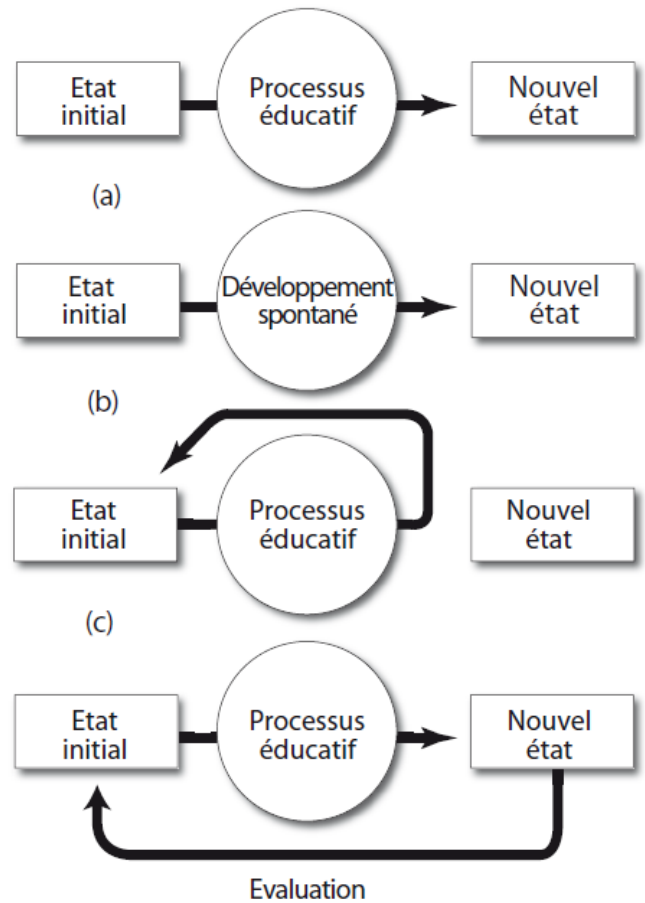 Etat
initial
Processus
éducatif
Nouvel
état
(a)
Etat
initial
Développement
spontané
Nouvel
état
(b)
Etat
initial
Processus
éducatif
Nouvel
état
(c)
Etat
initial
Processus
éducatif
Nouvel
état
Evaluation